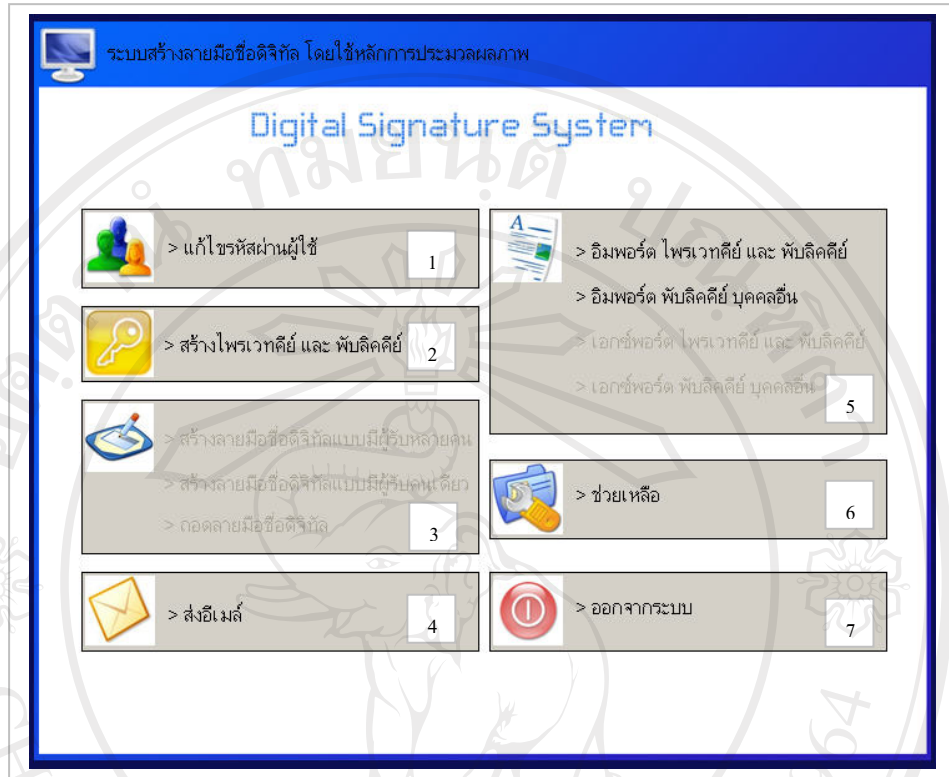 ระบบสร้างลายมือชื่อดิจิทัล โดยใช้หลักการประมวลผลภาพ
Digital Signature System
> แก้ไขรหัสผ่านผู้ใช้
1
> สร้างไพรเวทคีย์ และ พับลิคคีย์
2
> สร้างลายมือชื่อดิจิทัลแบบมีผู้รับหลายคน
> สร้างลายมือชื่อดิจิทัลแบบมีผู้รับคนเดียว
> ถอดลายมือชื่อดิจิทัล
3
> ส่งอีเมล์
4
> อิมพอร์ต ไพรเวทคีย์ และ พับลิคคีย์
> อิมพอร์ต พับลิคคีย์ บุคคลอื่น
> เอกซ์พอร์ต ไพรเวทคีย์ และ พับลิคคีย์
> เอกซ์พอร์ต พับลิคคีย์ บุคคลอื่น
5
> ช่วยเหลือ
6
> ออกจากระบบ
7
64